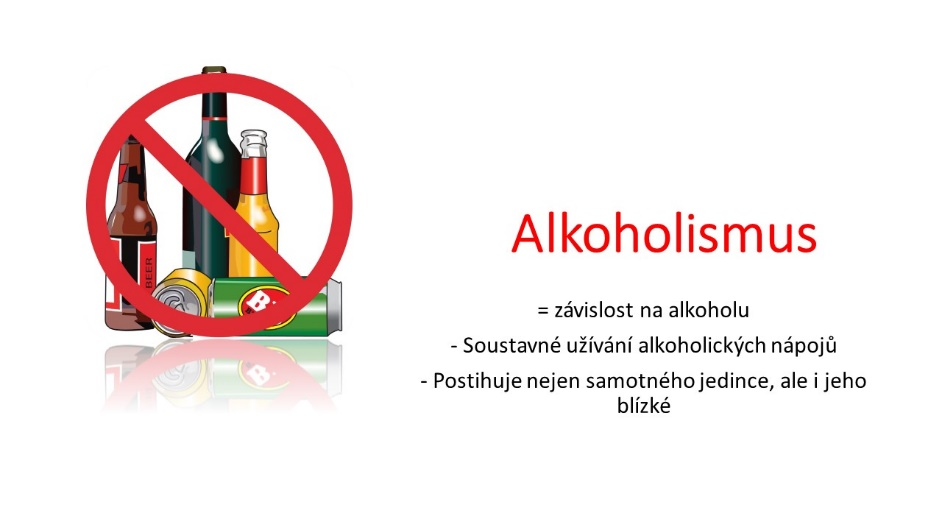 BEER
Alkoholismus
= závislost na alkoholu
- Soustavné užívání alkoholických nápojů
- Postihuje nejen samotného jedince, ale i jeho
blízké